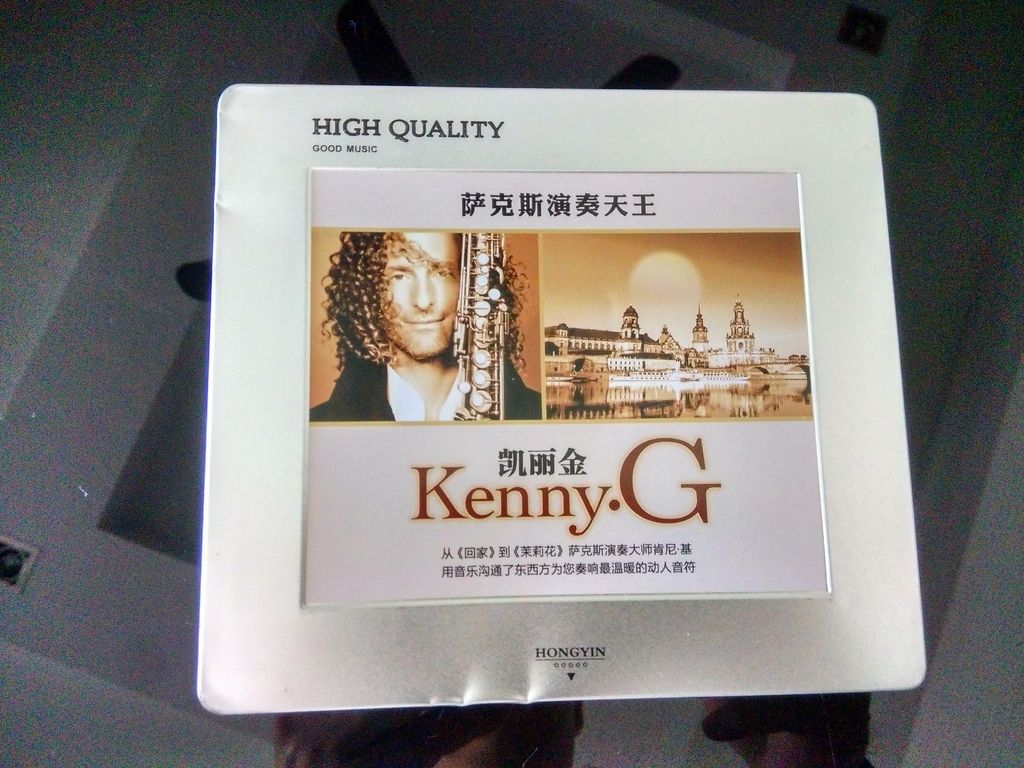 HIGH QUALITY
GOOD MUSIC
萨克斯演奏天王
凯丽金
Kenny·G
从《回家》到《茉莉花》萨克斯演奏大师肯尼·基
用音乐沟通了东西方为您奏响最温暖的动人音符
HONGYIN